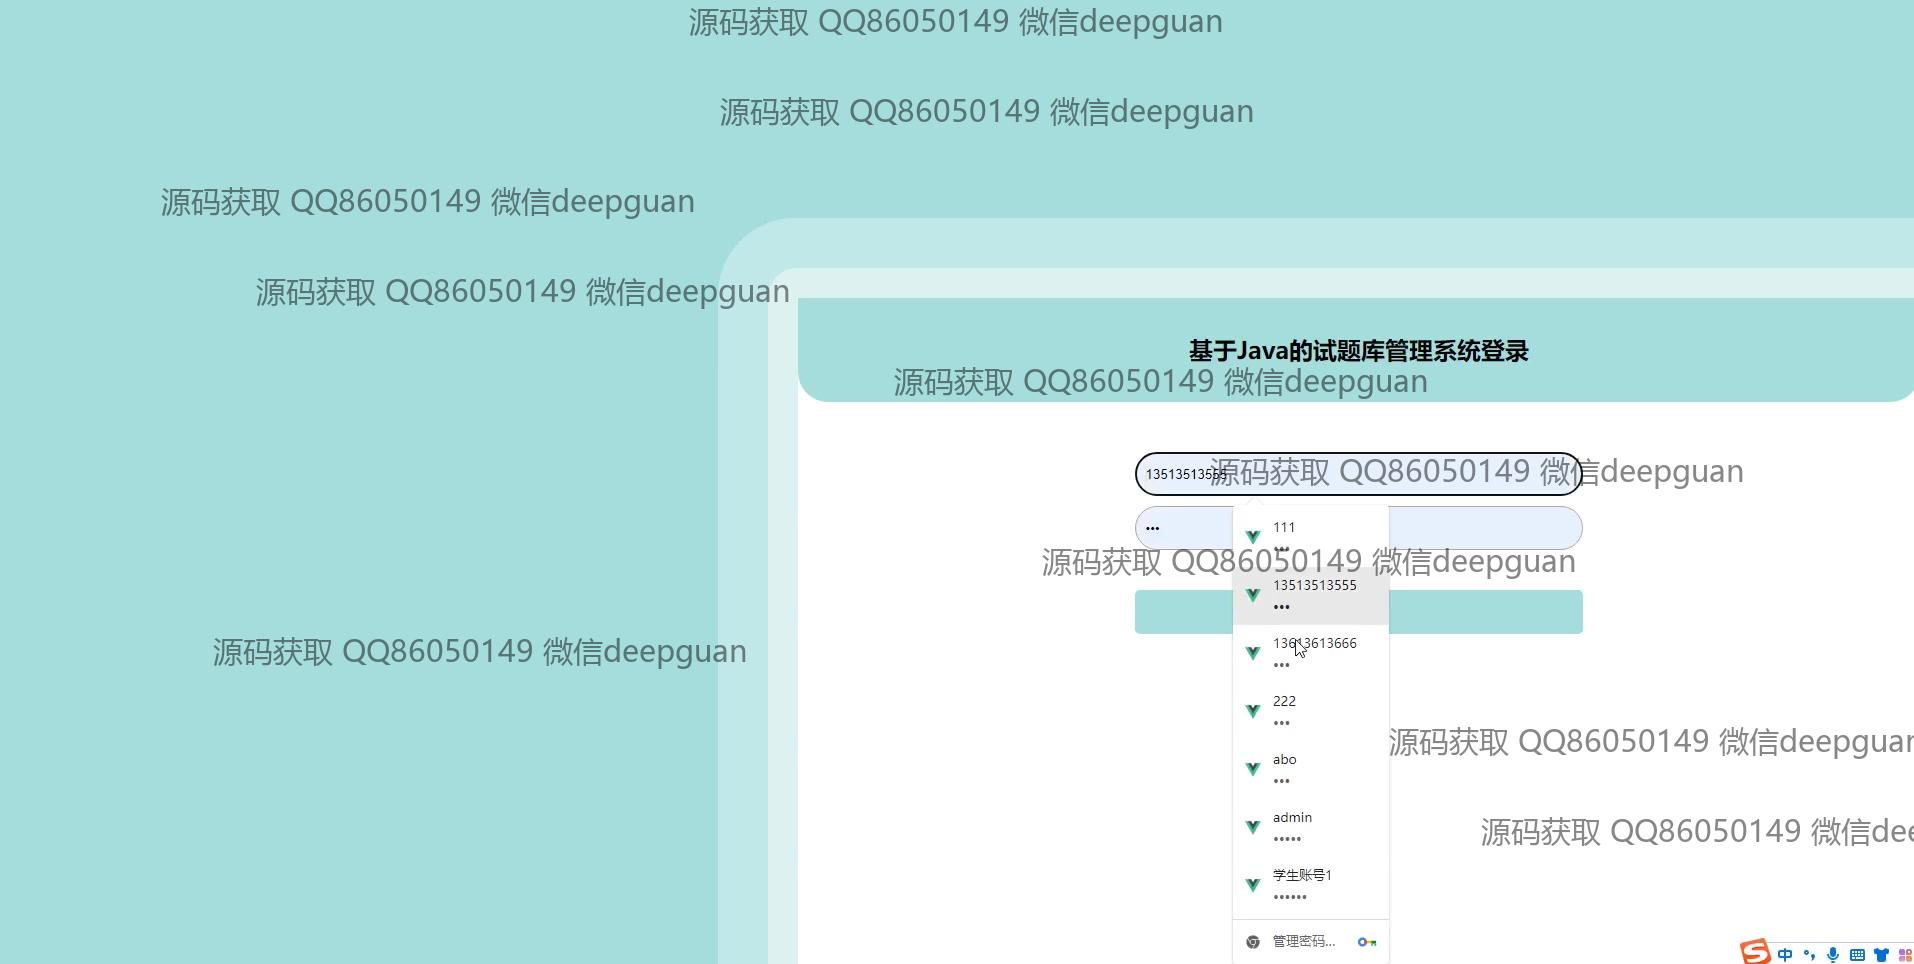 源码获取 QQ86050149 微信deepguan
源码获取 QQ86050149 微信deepguan
源码获取 QQ86050149 微信deepguan
源码获取 QQ86050149 微信deepguan
基于Java的试题库管理系统登录
源码获取 QQ86050149 微信deepguan
13513513555
源码获取 QQ86050149 微信deepguan
•••
111
•••
源码获取 QQ86050149 微信deepguan
13513513555
•••
13613613666
•••
源码获取 QQ86050149 微信deepguan
222
•••
源码获取 QQ86050149 微信deepguan
abo
•••
admin
•••••
源码获取 QQ86050149 微信dee
学生账号1
••••••
管理密码...
中